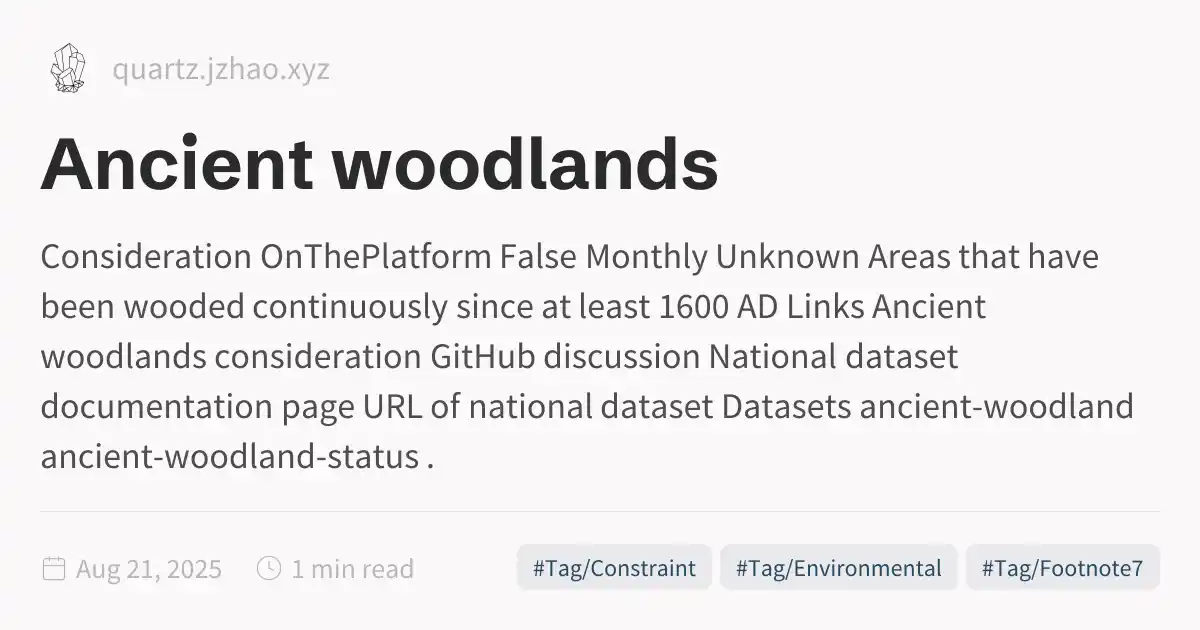 quartz.jzhao.xyz
Ancient woodlands
Consideration OnThePlatform False Monthly Unknown Areas that have
been wooded continuously since at least 1600 AD Links Ancient
woodlands consideration GitHub discussion National dataset
documentation page URL of national dataset Datasets ancient-woodland
ancient-woodland-status .
Aug 21, 2025 1 min read #Tag/Constraint #Tag/Environmental #Tag/Footnote7